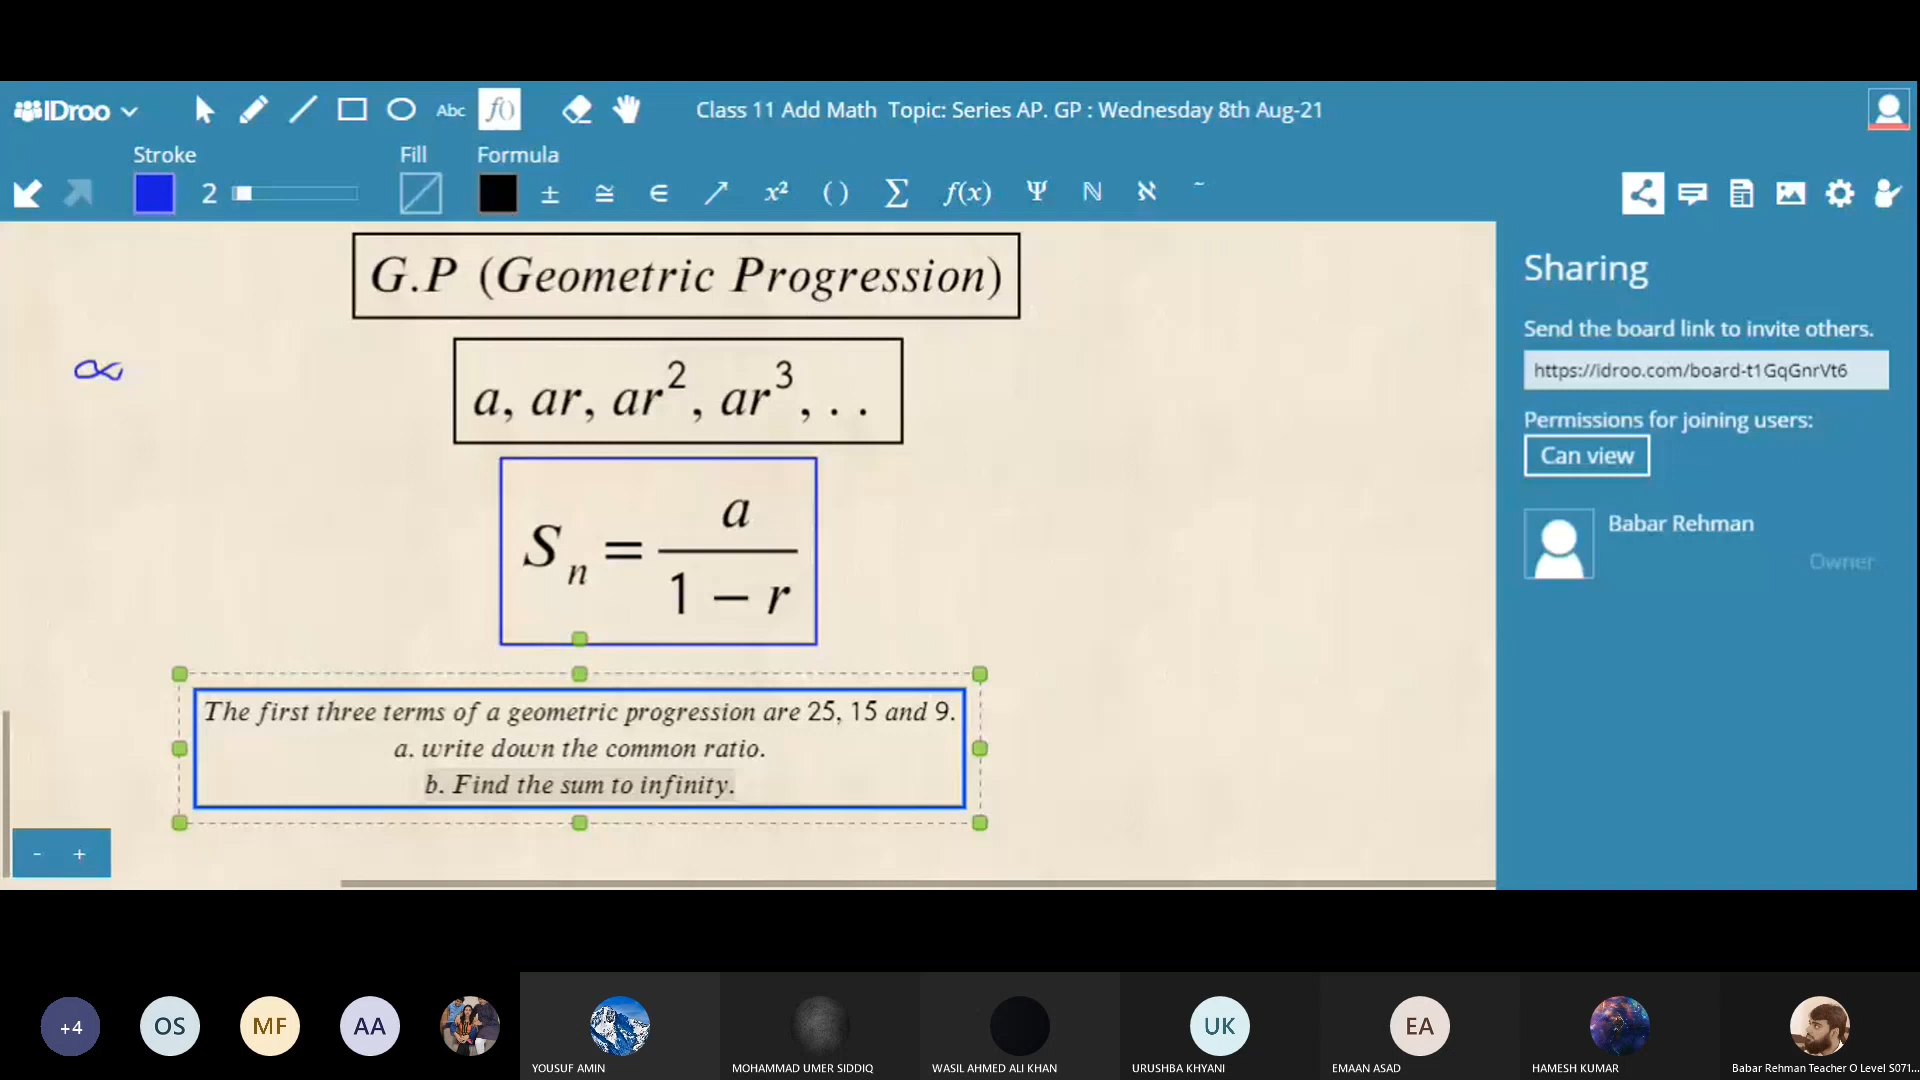 IDroo
Abc f() Class 11 Add Math Topic: Series AP. GP : Wednesday 8th Aug-21
Stroke Fill Formula
2 ± ≅ ∈ x² ( ) ∑ f(x) Ψ ℕ ℵ
G.P (Geometric Progression)
∝
a, ar, ar², ar³, . .
Sₙ = a / (1 − r)
The first three terms of a geometric progression are 25, 15 and 9.
a. write down the common ratio.
b. Find the sum to infinity.
- +
Sharing
Send the board link to invite others.
https://idroo.com/board-t1GqGnrVt6
Permissions for joining users:
Can view
Babar Rehman
Owner
+4 OS MF AA UK EA
YOUSUF AMIN MOHAMMAD UMER SIDDIQ WASIL AHMED ALI KHAN URUSHBA KHYANI EMAAN ASAD HAMESH KUMAR Babar Rehman Teacher O Level S071...